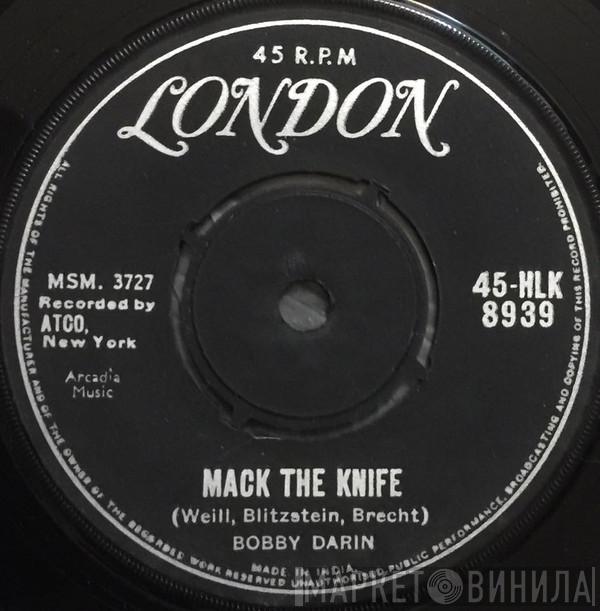 45 R.P.M
LONDON
ALL RIGHTS OF THE MANUFACTURER AND OF THE OWNER OF THE RECORDED WORK RESERVED UNAUTHORISED PUBLIC PERFORMANCE, BROADCASTING AND COPYING OF THIS RECORD PROHIBITED.
MSM. 3727
Recorded by
ATCO,
New York
Arcadia
Music
45-HLK
8939
MACK THE KNIFE
(Weill, Blitzstein, Brecht)
BOBBY DARIN
MADE IN INDIA
МАРКЕТ ВИНИЛА